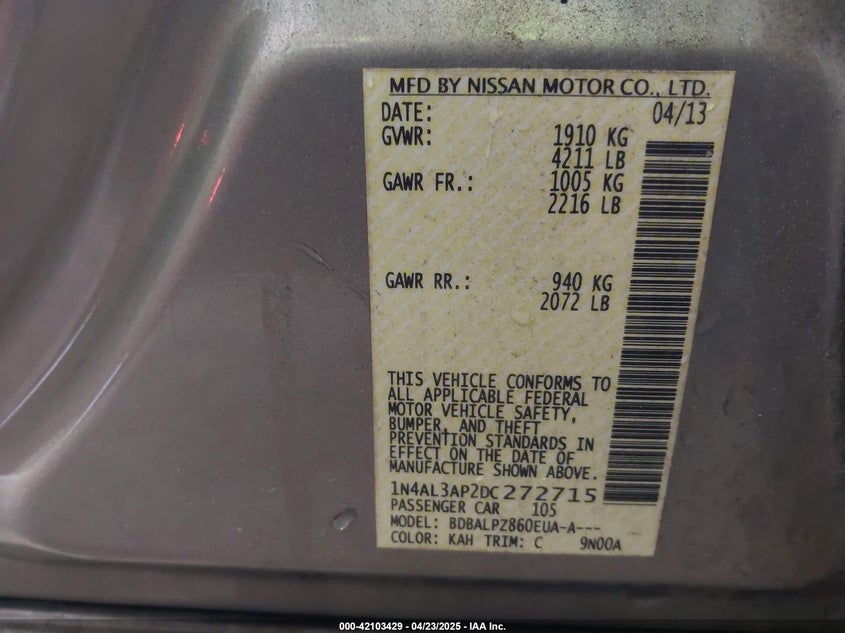 MFD BY NISSAN MOTOR CO., LTD.
DATE: 04/13
GVWR: 1910 KG
4211 LB
GAWR FR.: 1005 KG
2216 LB
GAWR RR.: 940 KG
2072 LB
THIS VEHICLE CONFORMS TO
ALL APPLICABLE FEDERAL
MOTOR VEHICLE SAFETY,
BUMPER, AND THEFT
PREVENTION STANDARDS IN
EFFECT ON THE DATE OF
MANUFACTURE SHOWN ABOVE.
1N4AL3AP2DC272715
PASSENGER CAR 105
MODEL: BDBALPZ860EUA-A---
COLOR: KAH TRIM: C 9N00A
000-42103429 - 04/23/2025 - IAA Inc.